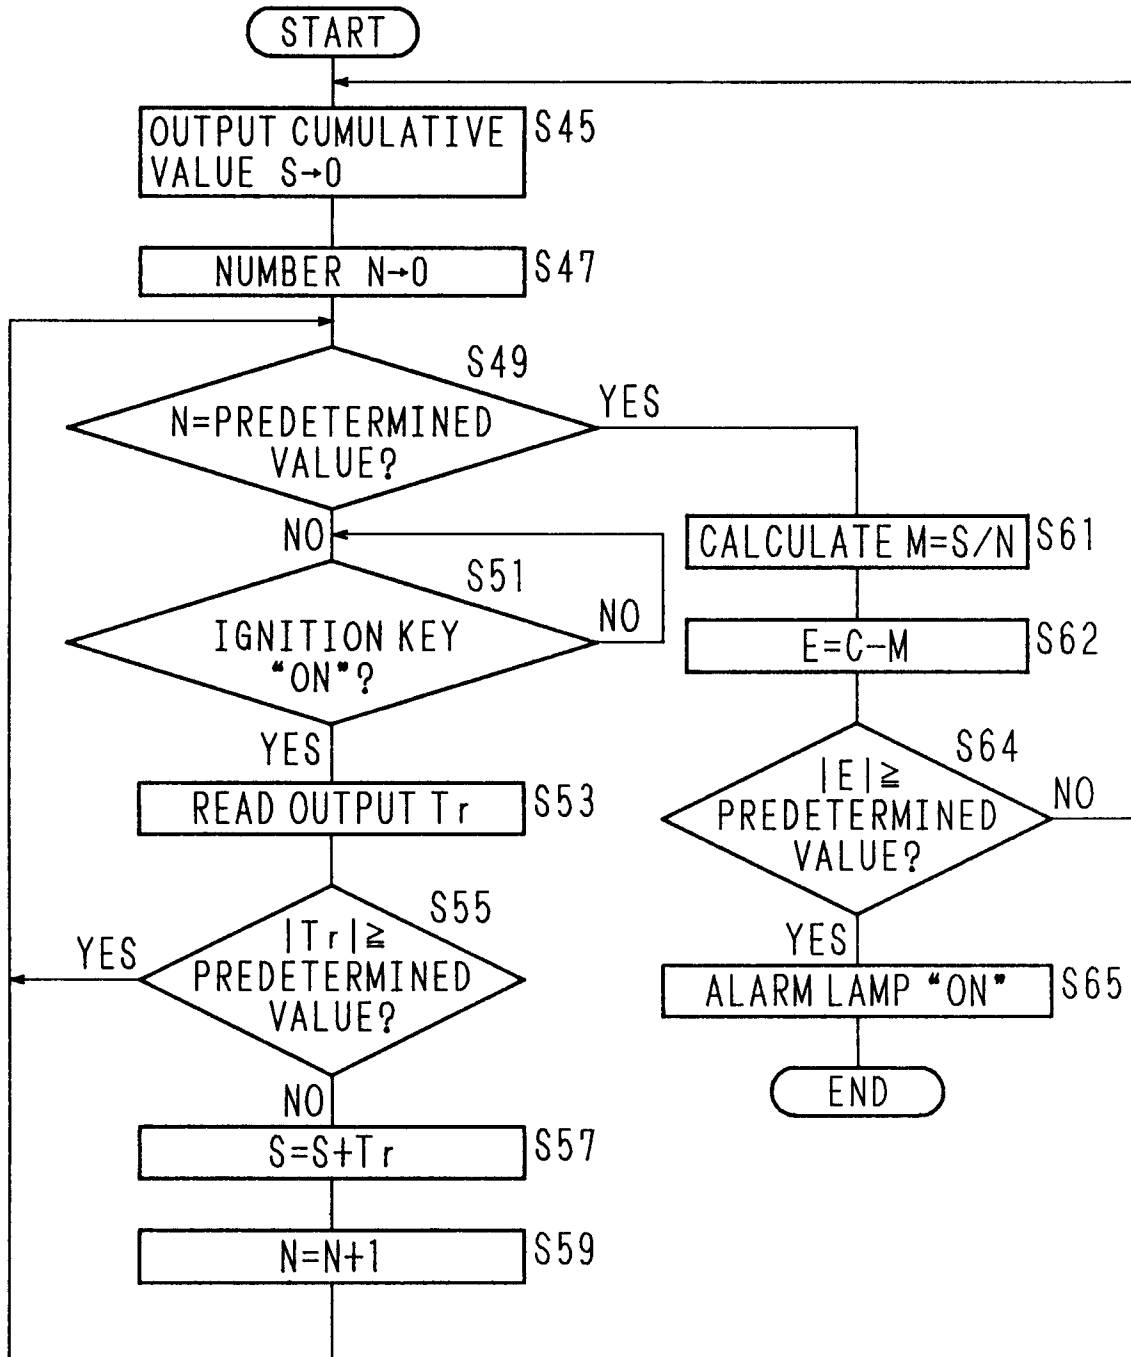 START
OUTPUT CUMULATIVE
VALUE S→0
S45
NUMBER N→0
S47
S49
N=PREDETERMINED
VALUE?
YES
NO
S51
IGNITION KEY
"ON"?
NO
YES
READ OUTPUT Tr
S53
S55
|Tr|≧
PREDETERMINED
VALUE?
YES
NO
S=S+Tr
S57
N=N+1
S59
CALCULATE M=S/N
S61
E=C-M
S62
S64
|E|≧
PREDETERMINED
VALUE?
NO
YES
ALARM LAMP "ON"
S65
END